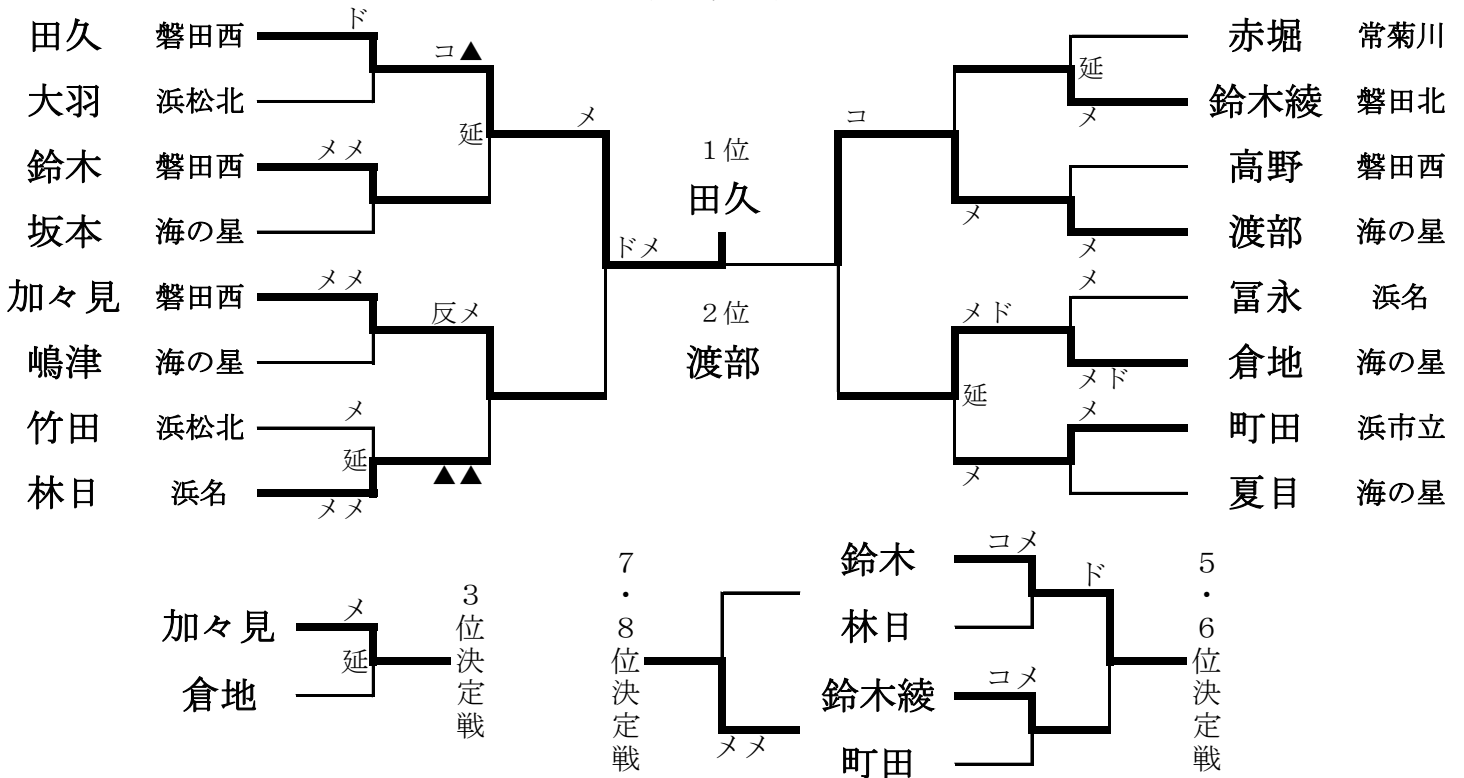 ド
田久 磐田西
コ▲
大羽 浜松北
延
メ
メメ
鈴木 磐田西
坂本 海の星
メメ
加々見 磐田西
反メ
嶋津 海の星
メ
竹田 浜松北
延
▲▲
林日 浜名
メメ
1位
田久
ドメ
2位
渡部
赤堀 常菊川
延
鈴木綾 磐田北
メ
コ
高野 磐田西
メ
渡部 海の星
メ
メ
冨永 浜名
メド
倉地 海の星
メド
延
メ
町田 浜市立
メ
夏目 海の星
メ
加々見
延
倉地
3位決定戦
7・8位決定戦
メメ
コメ
鈴木
ド
林日
コメ
鈴木綾
町田
5・6位決定戦